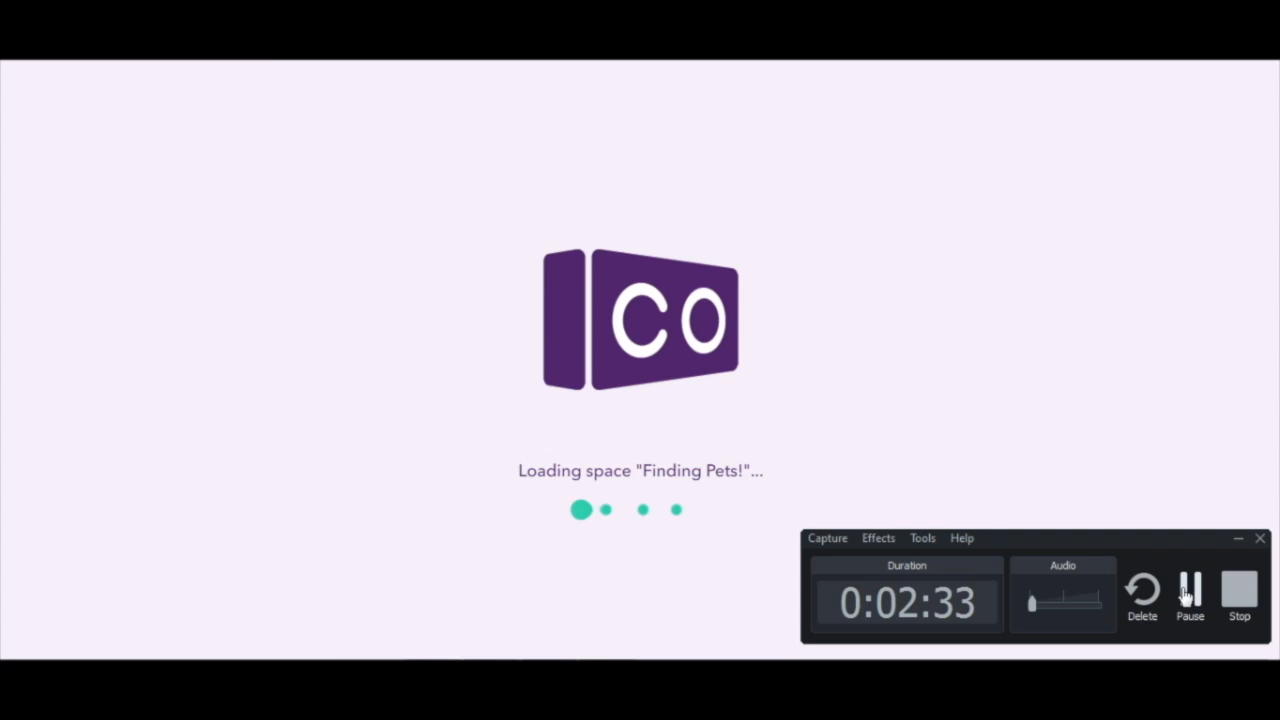 CO
Loading space "Finding Pets!"...
Capture Effects Tools Help
Duration Audio
0:02:33
Delete Pause Stop